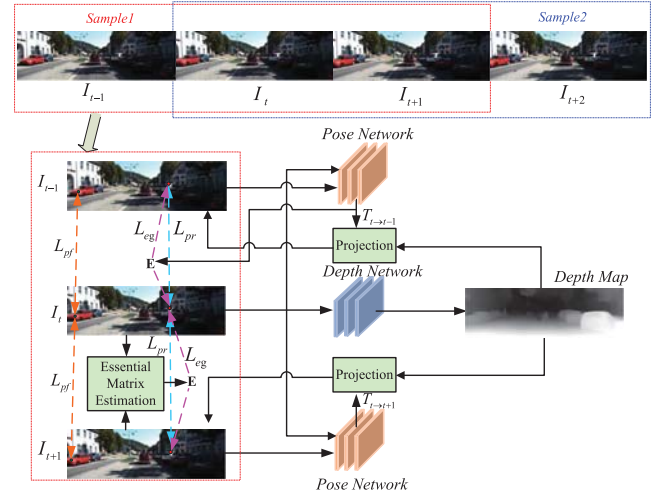 Sample1
Sample2
I_{t-1}
I_t
I_{t+1}
I_{t+2}
Pose Network
I_{t-1}
T_{t→t-1}
L_{eg}
L_{pr}
L_{pf}
E
Projection
Depth Network
Depth Map
I_t
L_{pr}
L_{eg}
L_{pf}
Essential
Matrix
Estimation
E
Projection
T_{t→t+1}
I_{t+1}
Pose Network